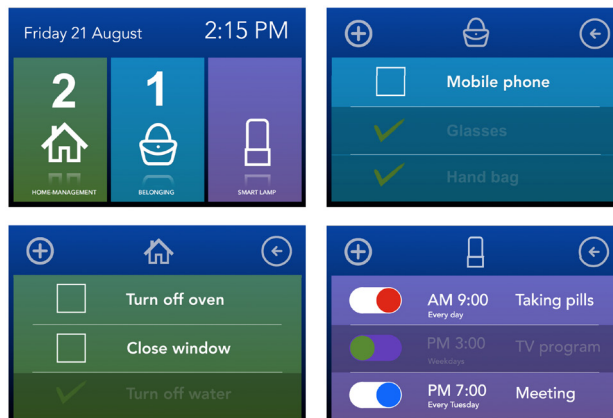 Friday 21 August 2:15 PM
2 1
HOME-MANAGEMENT BELONGING SMART LAMP
Mobile phone
Glasses
Hand bag
Turn off oven
Close window
Turn off water
AM 9:00 Taking pills
Every day
PM 3:00 TV program
Weekdays
PM 7:00 Meeting
Every Tuesday